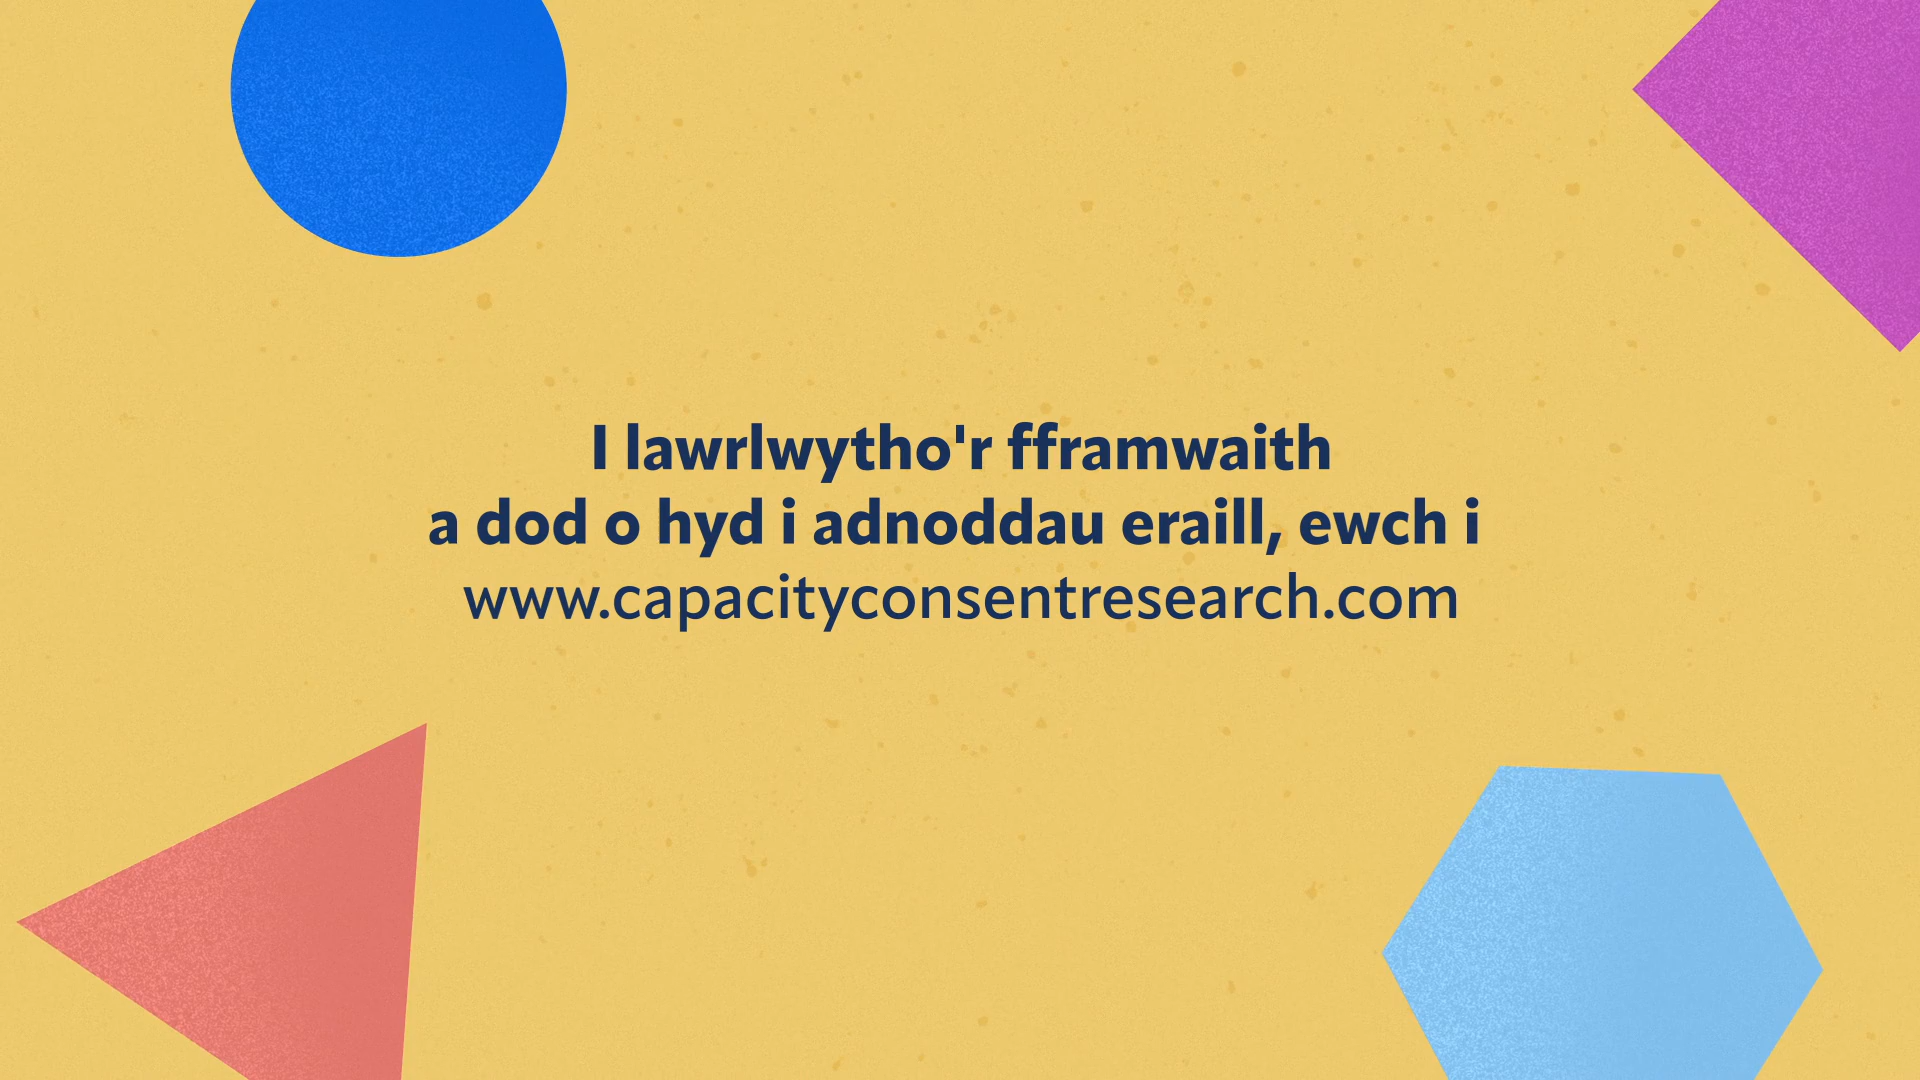 I lawrlwytho'r fframwaith
a dod o hyd i adnoddau eraill, ewch i
www.capacityconsentresearch.com